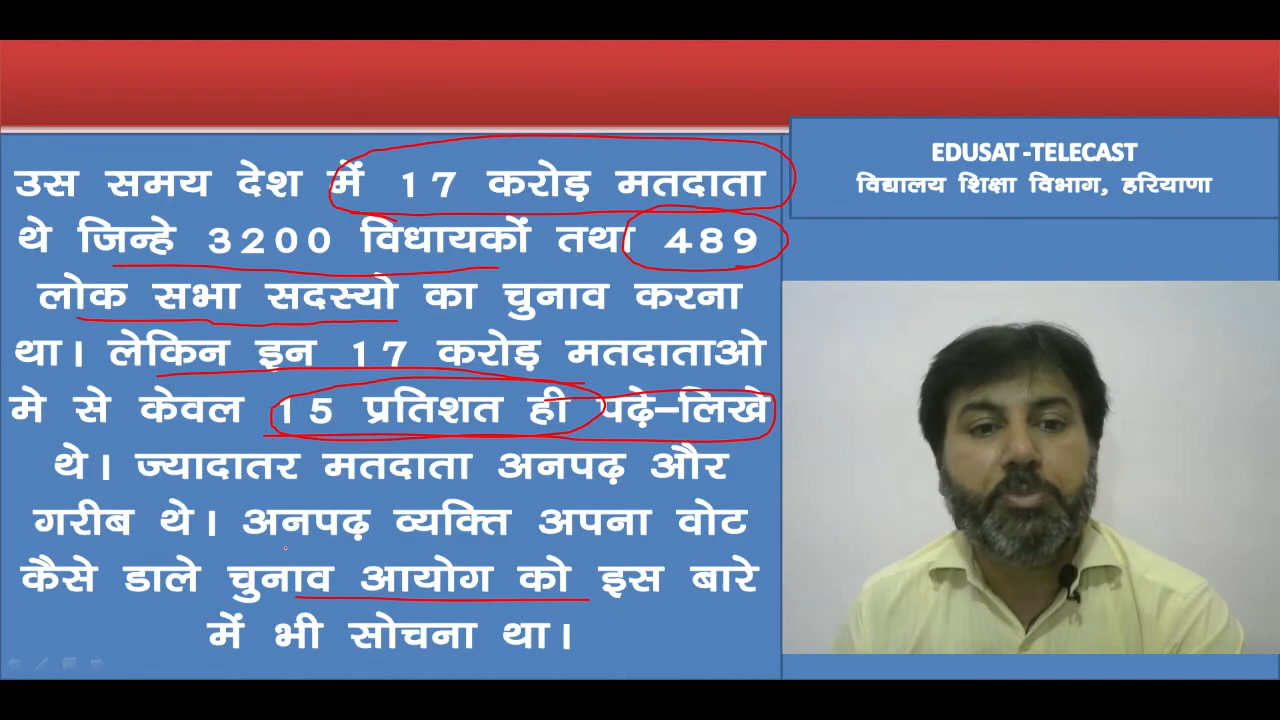 उस समय देश में 17 करोड़ मतदाता
थे जिन्हे 3200 विधायकों तथा 489
लोक सभा सदस्यो का चुनाव करना
था। लेकिन इन 17 करोड़ मतदाताओ
मे से केवल 15 प्रतिशत ही पढ़े–लिखे
थे। ज्यादातर मतदाता अनपढ़ और
गरीब थे। अनपढ़ व्यक्ति अपना वोट
कैसे डाले चुनाव आयोग को इस बारे
में भी सोचना था।
EDUSAT -TELECAST
विद्यालय शिक्षा विभाग, हरियाणा